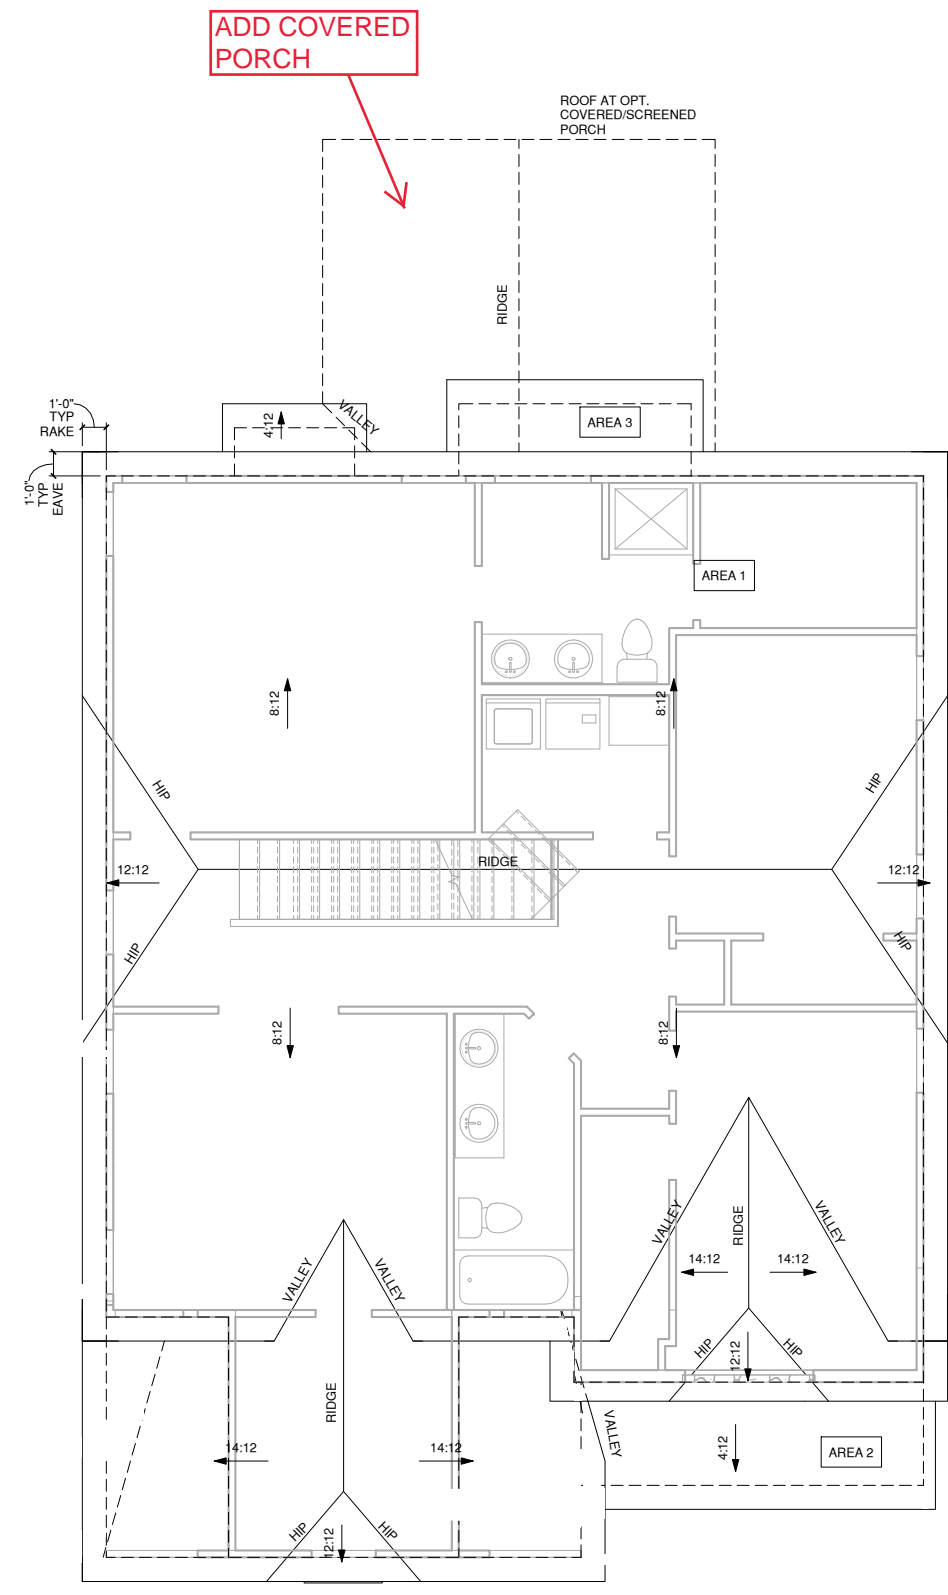 ADD COVERED
PORCH
ROOF AT OPT.
COVERED/SCREENED
PORCH
RIDGE
1'-0"
TYP
RAKE
4:12
VALLEY
AREA 3
1'-0"
TYP
EAVE
AREA 1
8:12
8:12
HIP
HIP
RIDGE
12:12
12:12
HIP
HIP
8:12
8:12
VALLEY
RIDGE
VALLEY
14:12
14:12
VALLEY
VALLEY
HIP
12:12
HIP
RIDGE
VALLEY
14:12
14:12
4:12
AREA 2
HIP
12:12
HIP